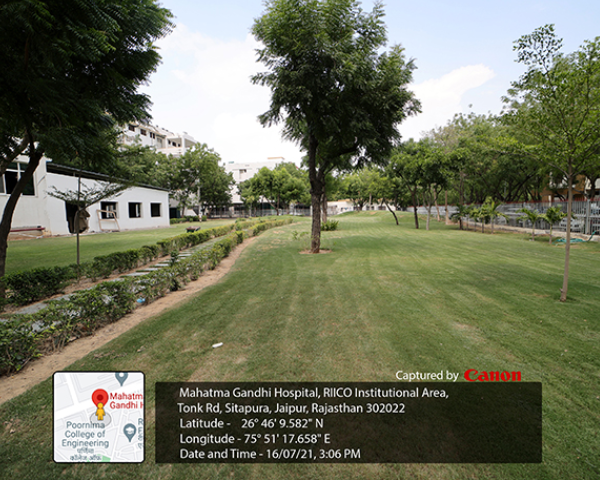 Captured by Canon
Mahatma Gandhi Hospital, RIICO Institutional Area,
Tonk Rd, Sitapura, Jaipur, Rajasthan 302022
Latitude - 26° 46' 9.582" N
Longitude - 75° 51' 17.658" E
Date and Time - 16/07/21, 3:06 PM
Mahatm
Gandhi H
Poornima
College of
Engineering